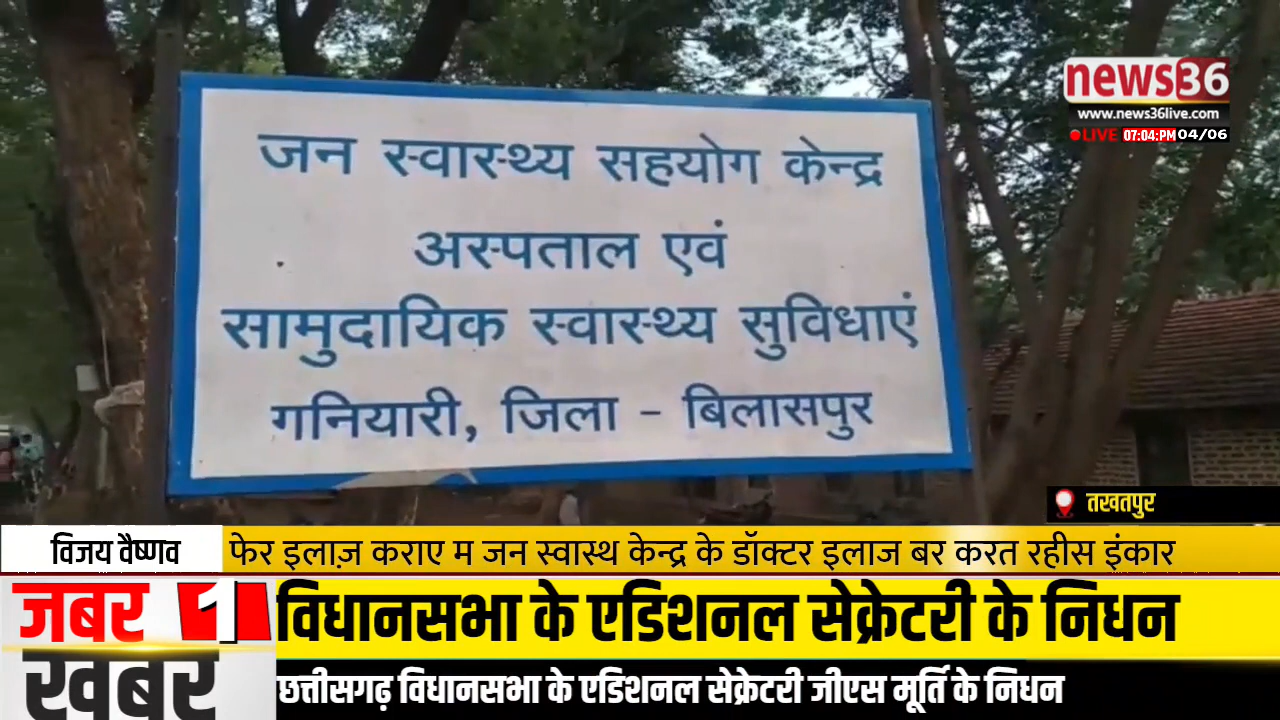 news36
www.news36live.com
LIVE 07:04:PM 04/06
जन स्वास्थ्य सहयोग केन्द्र
अस्पताल एवं
सामुदायिक स्वास्थ्य सुविधाएं
गनियारी, जिला - बिलासपुर
तखतपुर
विजय वैष्णव
फेर इलाज़ कराए म जन स्वास्थ केन्द्र के डॉक्टर इलाज बर करत रहीस इंकार
जबर 1
खबर
विधानसभा के एडिशनल सेक्रेटरी के निधन
छत्तीसगढ़ विधानसभा के एडिशनल सेक्रेटरी जीएस मूर्ति के निधन